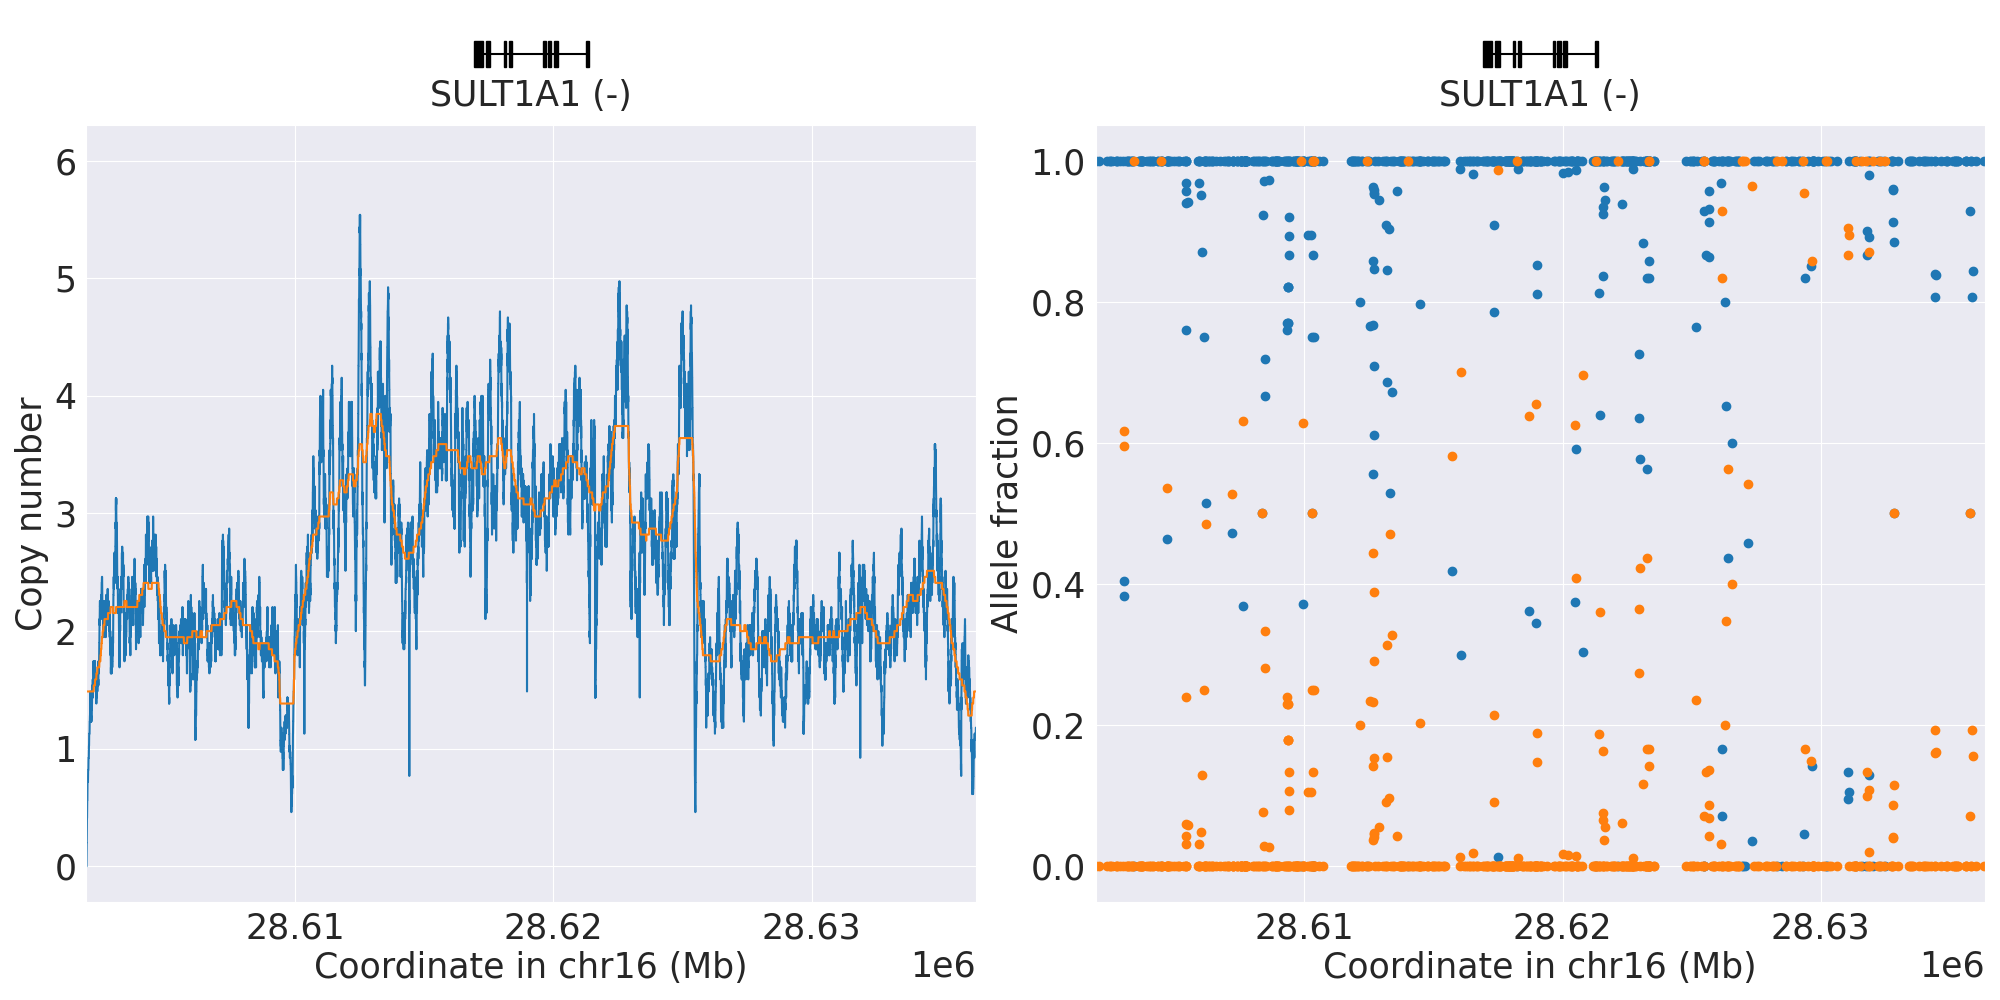 SULT1A1 (-)
Copy number
6
5
4
3
2
1
0
28.61
28.62
28.63
Coordinate in chr16 (Mb)
1e6
SULT1A1 (-)
Allele fraction
1.0
0.8
0.6
0.4
0.2
0.0
28.61
28.62
28.63
Coordinate in chr16 (Mb)
1e6